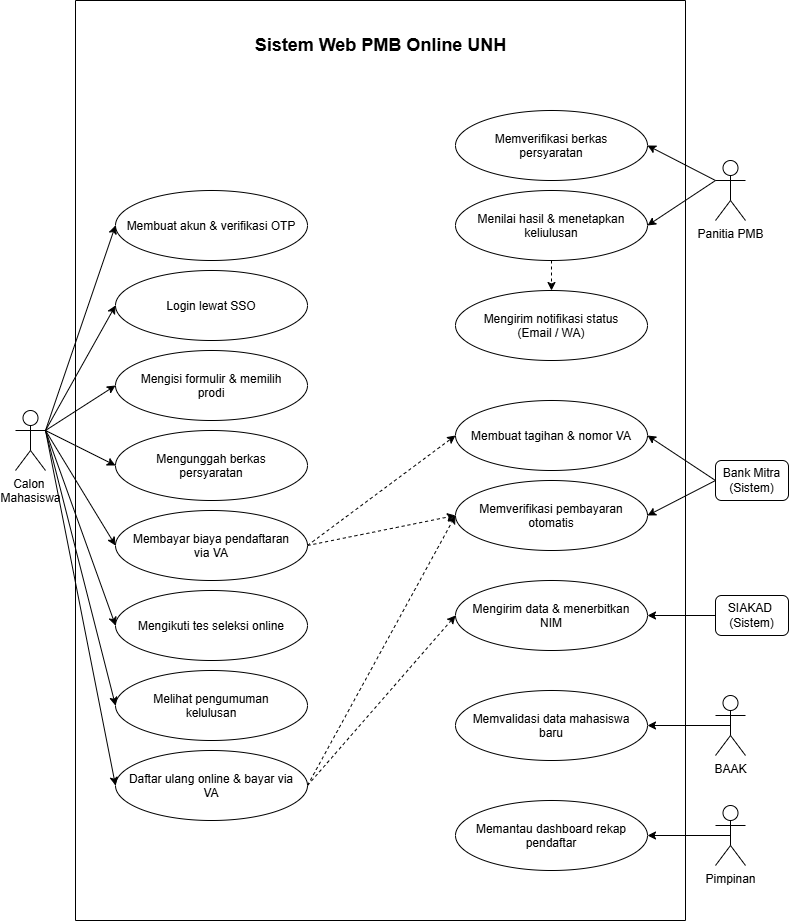 Sistem Web PMB Online UNH
Memverifikasi berkas
persyaratan
Panitia PMB
Menilai hasil & menetapkan
keliulusan
Membuat akun & verifikasi OTP
Login lewat SSO
Mengirim notifikasi status
(Email / WA)
Mengisi formulir & memilih
prodi
Calon
Mahasiswa
Mengunggah berkas
persyaratan
Membuat tagihan & nomor VA
Bank Mitra
(Sistem)
Membayar biaya pendaftaran
via VA
Memverifikasi pembayaran
otomatis
Mengikuti tes seleksi online
Mengirim data & menerbitkan
NIM
SIAKAD
(Sistem)
Melihat pengumuman
kelulusan
Memvalidasi data mahasiswa
baru
BAAK
Daftar ulang online & bayar via
VA
Memantau dashboard rekap
pendaftar
Pimpinan